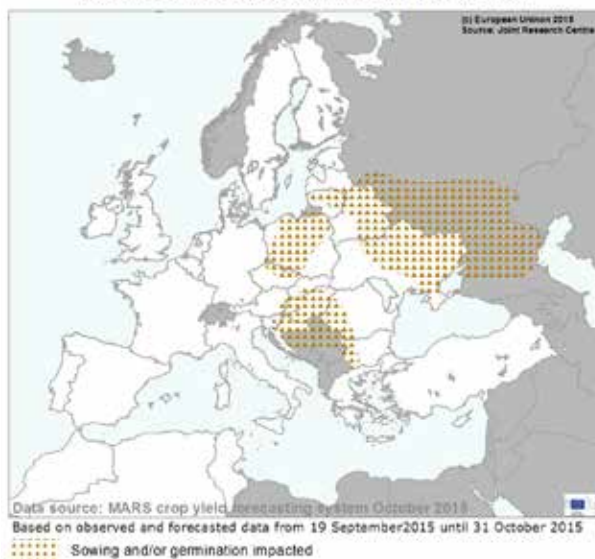 (c) European Uninon 2015
Source: Joint Research Centre
Data source: MARS crop yield forecasting system October 2015
Based on observed and forecasted data from 19 September2015 until 31 October 2015
Sowing and/or germination impacted